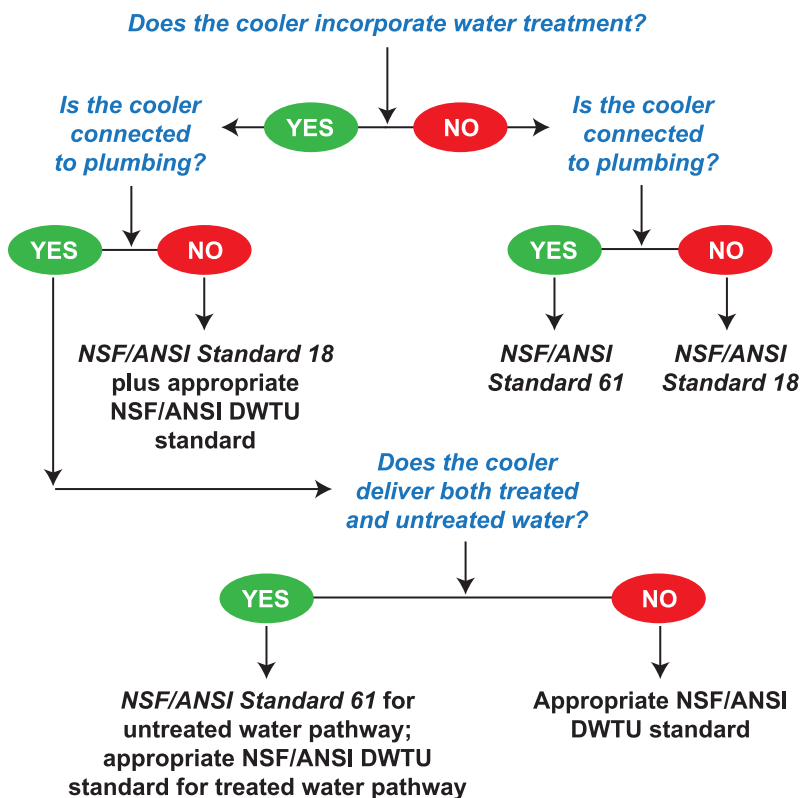 Does the cooler incorporate water treatment?
YES
NO
Is the cooler
connected
to plumbing?
Is the cooler
connected
to plumbing?
YES
NO
YES
NO
NSF/ANSI Standard 18
plus appropriate
NSF/ANSI DWTU
standard
NSF/ANSI
Standard 61
NSF/ANSI
Standard 18
Does the cooler
deliver both treated
and untreated water?
YES
NO
NSF/ANSI Standard 61 for
untreated water pathway;
appropriate NSF/ANSI DWTU
standard for treated water pathway
Appropriate NSF/ANSI
DWTU standard